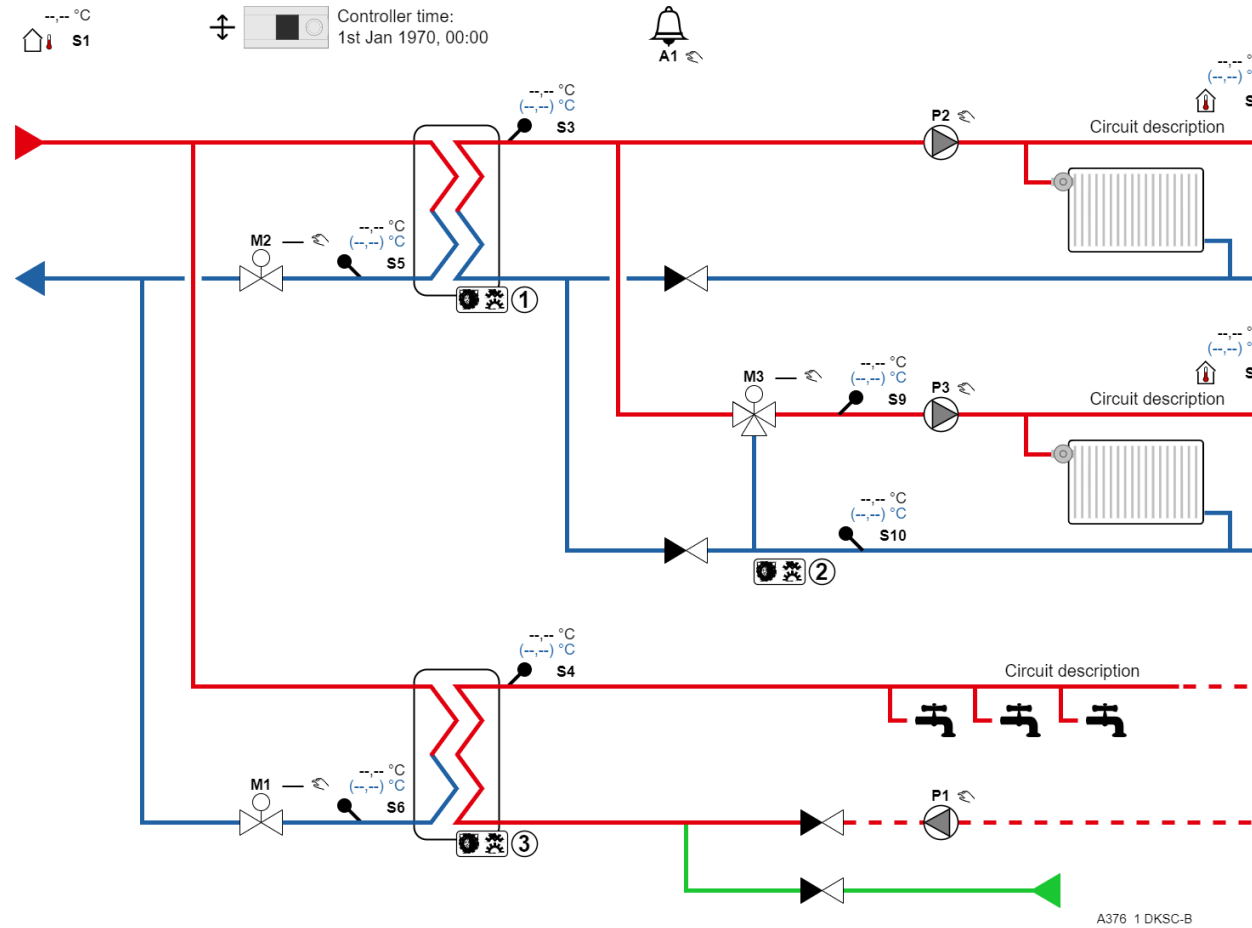 --,-- °C
S1
Controller time:
1st Jan 1970, 00:00
A1
--,-- °C
(--,--) °C
S3
P2
Circuit description
--,-- °
(--,--) °
S
M2 —
--,-- °C
(--,--) °C
S5
1
M3 —
--,-- °C
(--,--) °C
S9
P3
Circuit description
--,-- °
(--,--) °
S
--,-- °C
(--,--) °C
S10
2
--,-- °C
(--,--) °C
S4
Circuit description
M1 —
--,-- °C
(--,--) °C
S6
P1
3
A376 1 DKSC-B